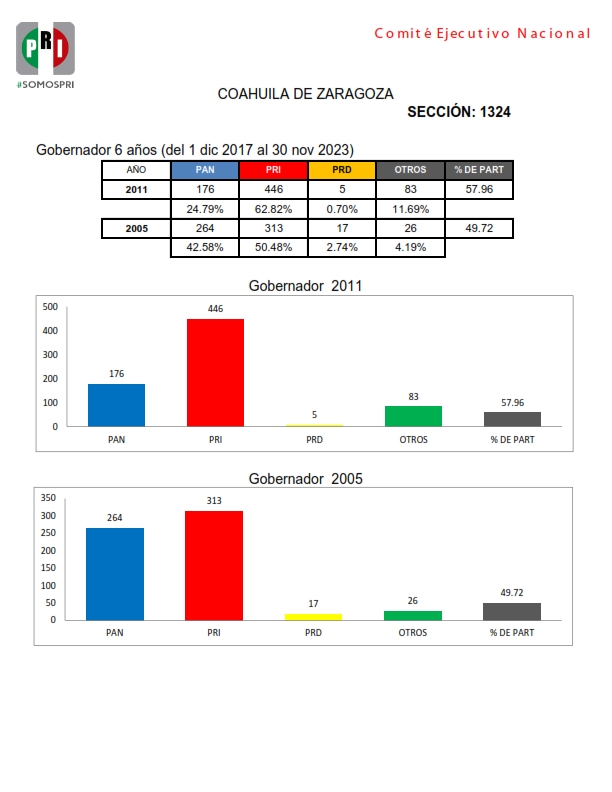 PRI
#SOMOSPRI
Comité Ejecutivo Nacional
COAHUILA DE ZARAGOZA
SECCIÓN: 1324
Gobernador 6 años (del 1 dic 2017 al 30 nov 2023)
AÑO PAN PRI PRD OTROS % DE PART
2011 176 446 5 83 57.96
24.79% 62.82% 0.70% 11.69%
2005 264 313 17 26 49.72
42.58% 50.48% 2.74% 4.19%
Gobernador 2011
500
400
300
200
100
0
176
446
5
83
57.96
PAN PRI PRD OTROS % DE PART
Gobernador 2005
350
300
250
200
150
100
50
0
264
313
17
26
49.72
PAN PRI PRD OTROS % DE PART